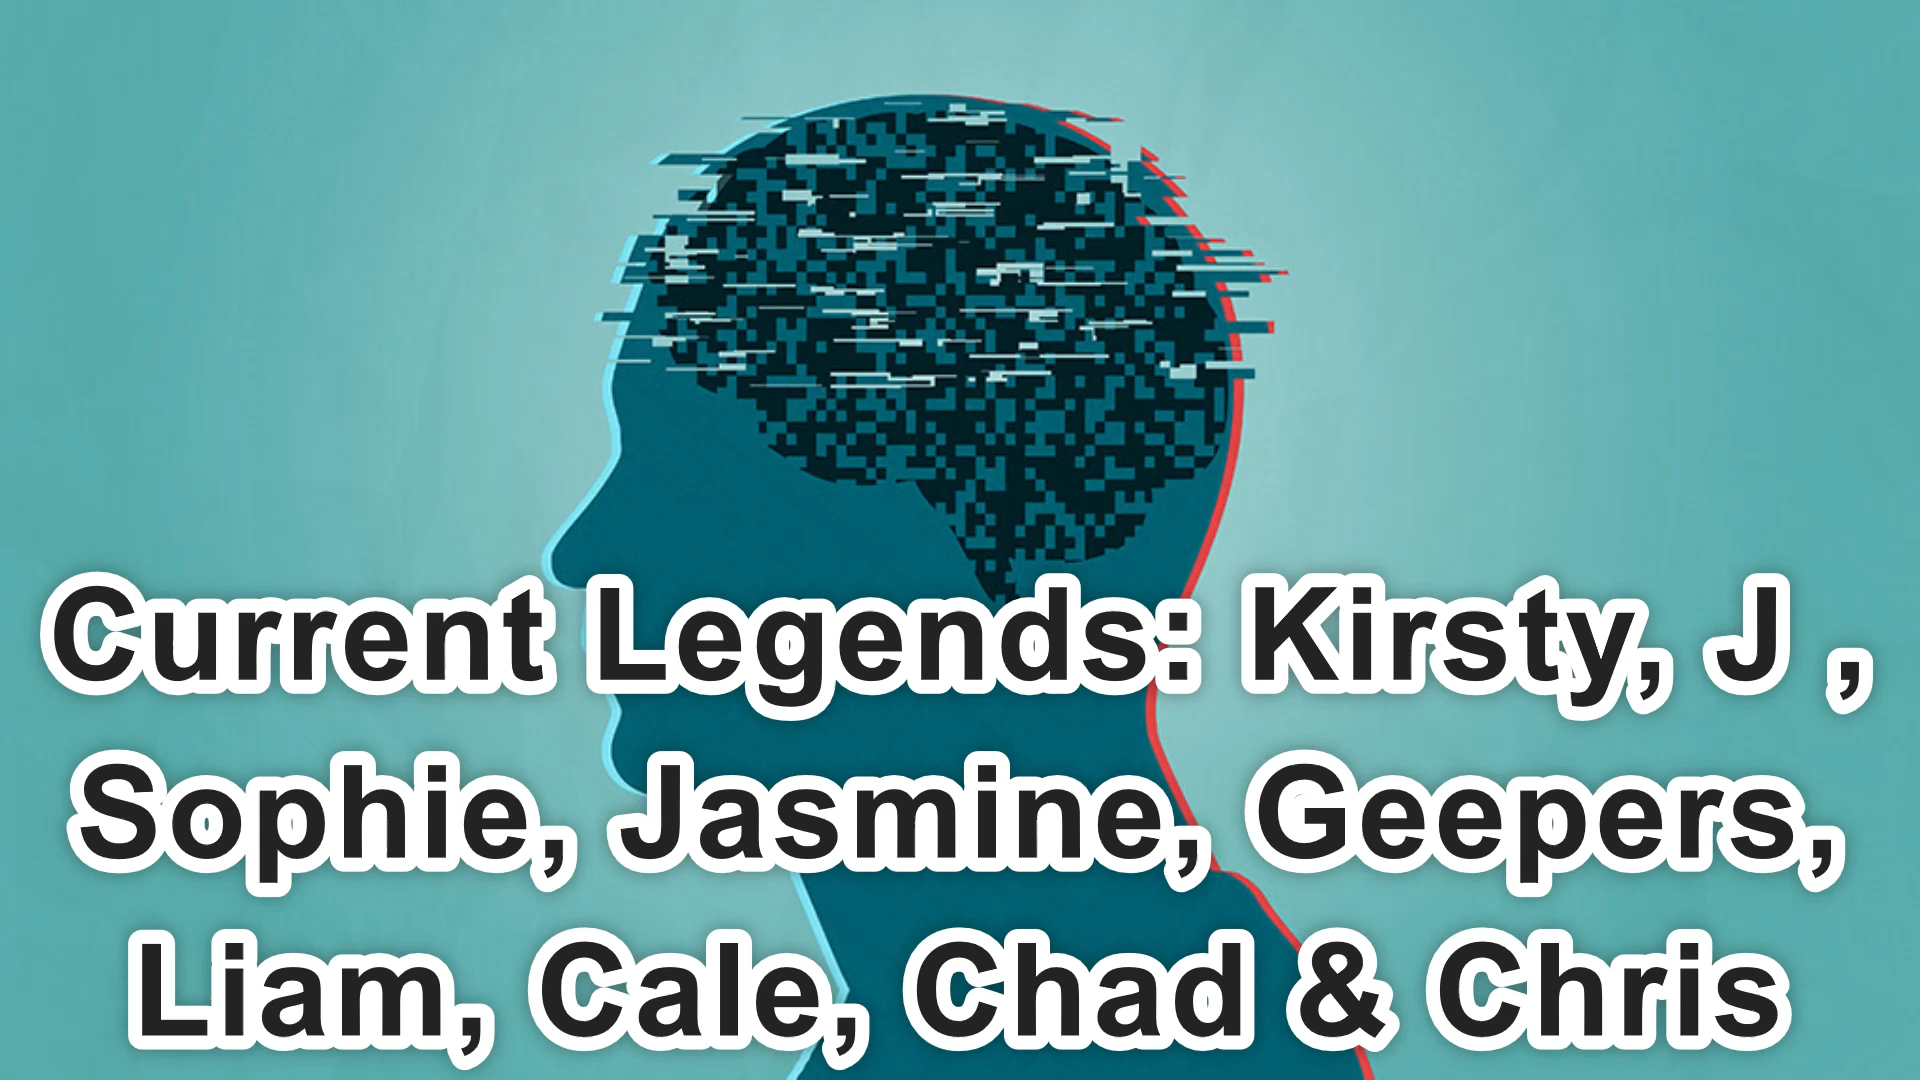 Current Legends: Kirsty, J ,
Sophie, Jasmine, Geepers,
Liam, Cale, Chad & Chris